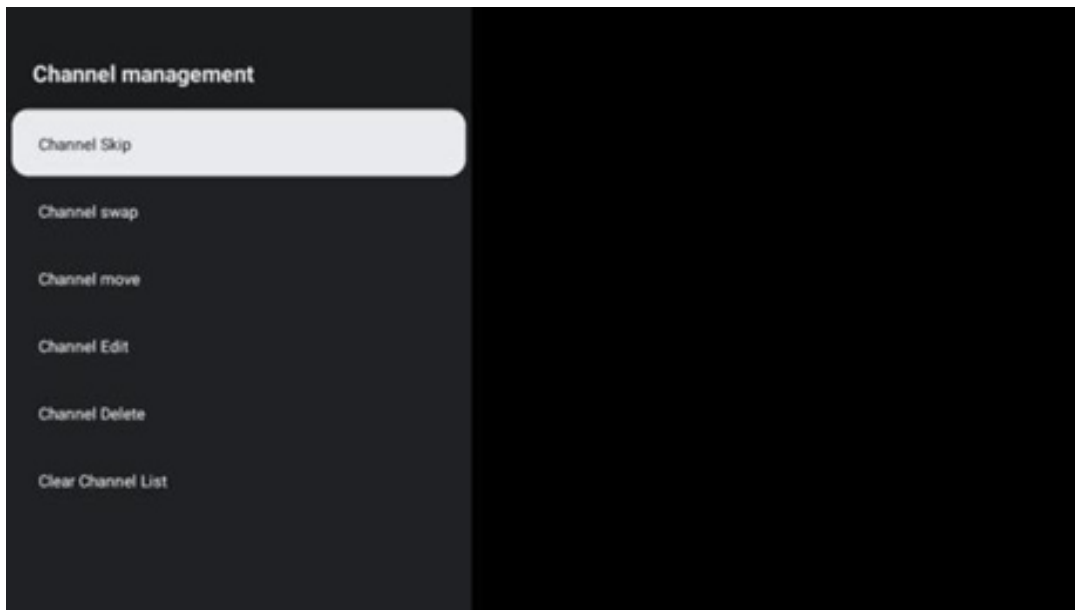 Channel management
Channel Skip
Channel swap
Channel move
Channel Edit
Channel Delete
Clear Channel List